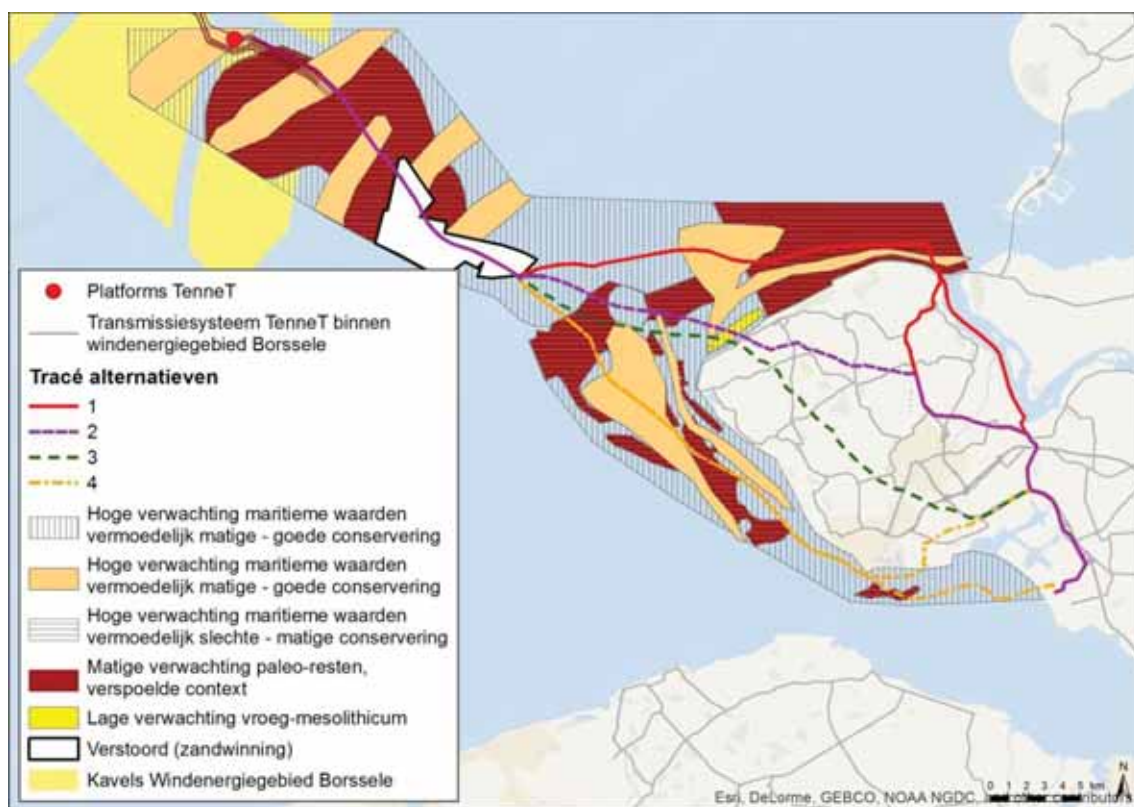 Platforms TenneT
Transmissiesysteem TenneT binnen
windenergiegebied Borssele
Tracé alternatieven
1
2
3
4
Hoge verwachting maritieme waarden
vermoedelijk matige - goede conservering
Hoge verwachting maritieme waarden
vermoedelijk matige - goede conservering
Hoge verwachting maritieme waarden
vermoedelijk slechte - matige conservering
Matige verwachting paleo-resten,
verspoelde context
Lage verwachting vroeg-mesolithicum
Verstoord (zandwinning)
Kavels Windenergiegebied Borssele
N
0 1 2 3 4 5 km
Esri, DeLorme, GEBCO, NOAA NGDC,